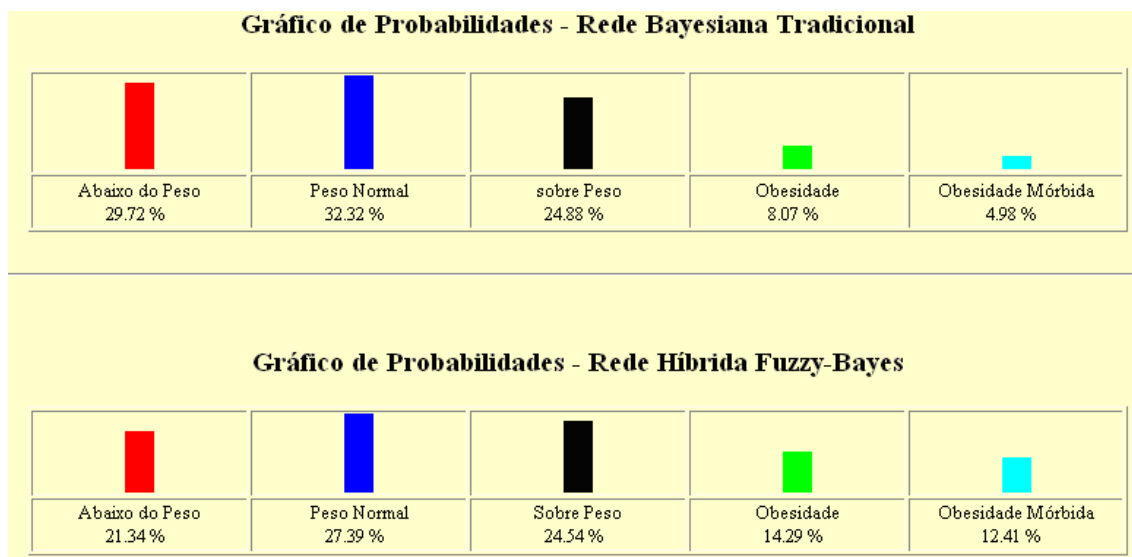 Gráfico de Probabilidades - Rede Bayesiana Tradicional
Abaixo do Peso Peso Normal sobre Peso Obesidade Obesidade Mórbida
29.72 % 32.32 % 24.88 % 8.07 % 4.98 %
Gráfico de Probabilidades - Rede Híbrida Fuzzy-Bayes
Abaixo do Peso Peso Normal Sobre Peso Obesidade Obesidade Mórbida
21.34 % 27.39 % 24.54 % 14.29 % 12.41 %